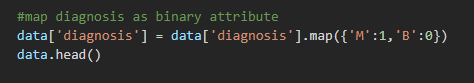 #map diagnosis as binary attribute
data['diagnosis'] = data['diagnosis'].map({'M':1,'B':0})
data.head()